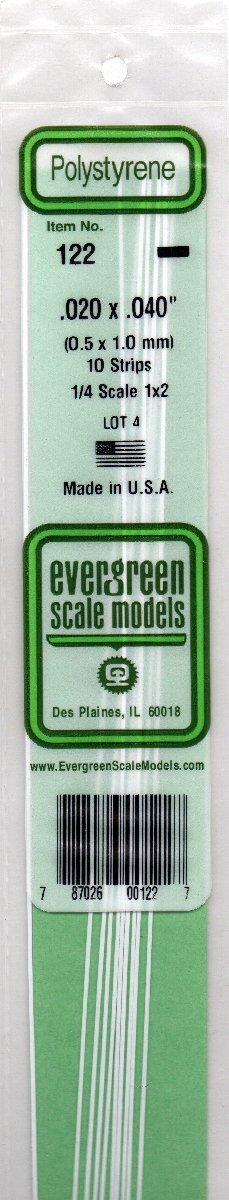 Polystyrene
Item No.
122
.020 x .040"
(0.5 x 1.0 mm)
10 Strips
1/4 Scale 1x2
LOT 4
Made in U.S.A.
evergreen
scale models
Des Plaines, IL 60018
www.EvergreenScaleModels.com
7 87026 00122 7